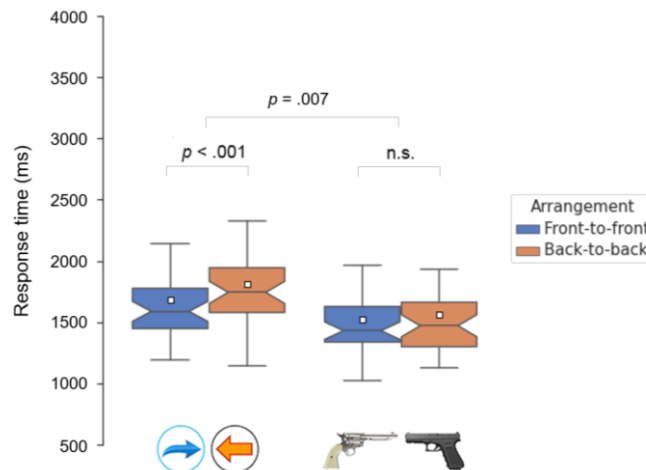 4000
3500
p = .007
3000
p < .001
n.s.
2500
Response time (ms)
Arrangement
Front-to-front
Back-to-back
2000
1500
1000
500